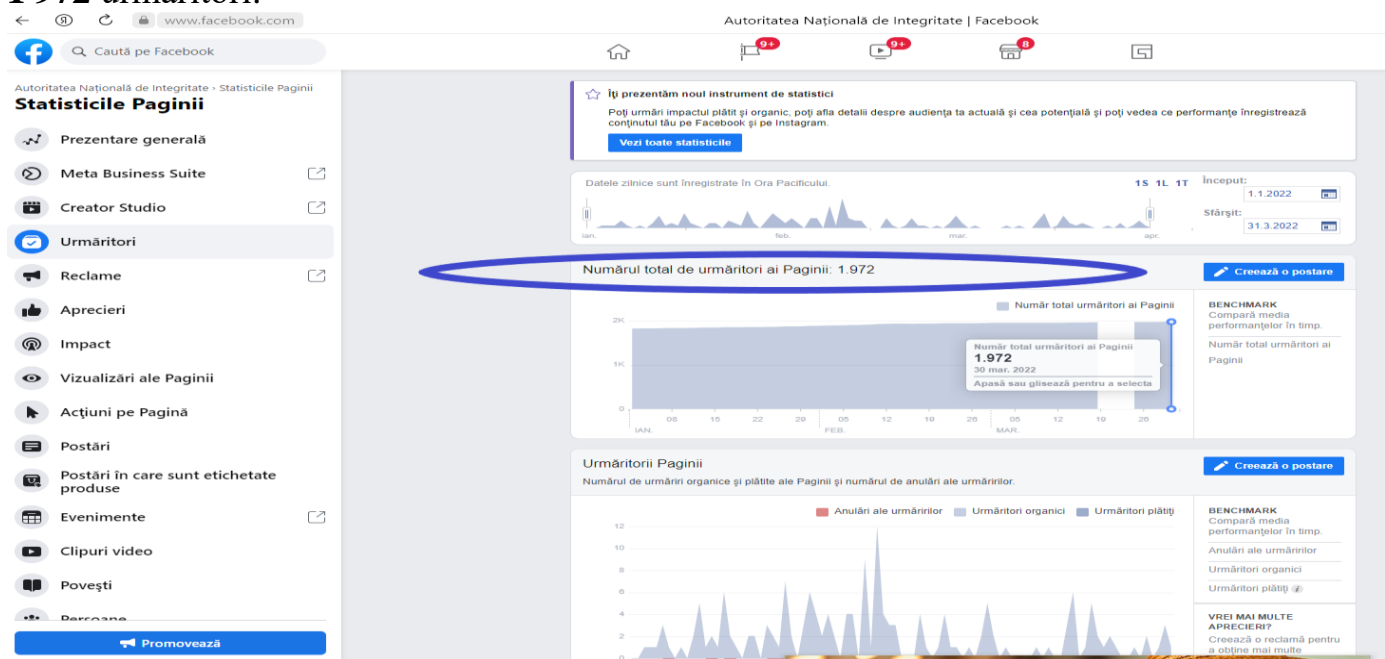 1 972 urmăritori.
www.facebook.com
Autoritatea Națională de Integritate | Facebook
Caută pe Facebook
9+
9+
8
Autoritatea Națională de Integritate › Statisticile Paginii
Statisticile Paginii
Prezentare generală
Meta Business Suite
Creator Studio
Urmăritori
Reclame
Aprecieri
Impact
Vizualizări ale Paginii
Acțiuni pe Pagină
Postări
Postări în care sunt etichetate
produse
Evenimente
Clipuri video
Povești
Persoane
Promovează
Îți prezentăm noul instrument de statistici
Poți urmări impactul plătit și organic, poți afla detalii despre audiența ta actuală și cea potențială și poți vedea ce performanțe înregistrează
conținutul tău pe Facebook și pe Instagram.
Vezi toate statisticile
Datele zilnice sunt înregistrate în Ora Pacificului.
1S 1L 1T
Început:
1.1.2022
Sfârșit:
31.3.2022
ian. feb. mar. apr.
Numărul total de urmăritori ai Paginii: 1.972
Creează o postare
Număr total urmăritori ai Paginii
2K
1K
0
08 15 22 29 05 12 19 26 05 12 19 26
IAN. FEB. MAR.
Număr total urmăritori ai Paginii
1.972
30 mar. 2022
Apasă sau glisează pentru a selecta
BENCHMARK
Compară media
performanțelor în timp.
Număr total urmăritori ai
Paginii
Urmăritorii Paginii
Numărul de urmăriri organice și plătite ale Paginii și numărul de anulări ale urmăririlor.
Creează o postare
Anulări ale urmăririlor Urmăritori organici Urmăritori plătiți
12
10
8
6
4
2
0
BENCHMARK
Compară media
performanțelor în timp.
Anulări ale urmăririlor
Urmăritori organici
Urmăritori plătiți
VREI MAI MULTE
APRECIERI?
Creează o reclamă pentru
a obține mai multe